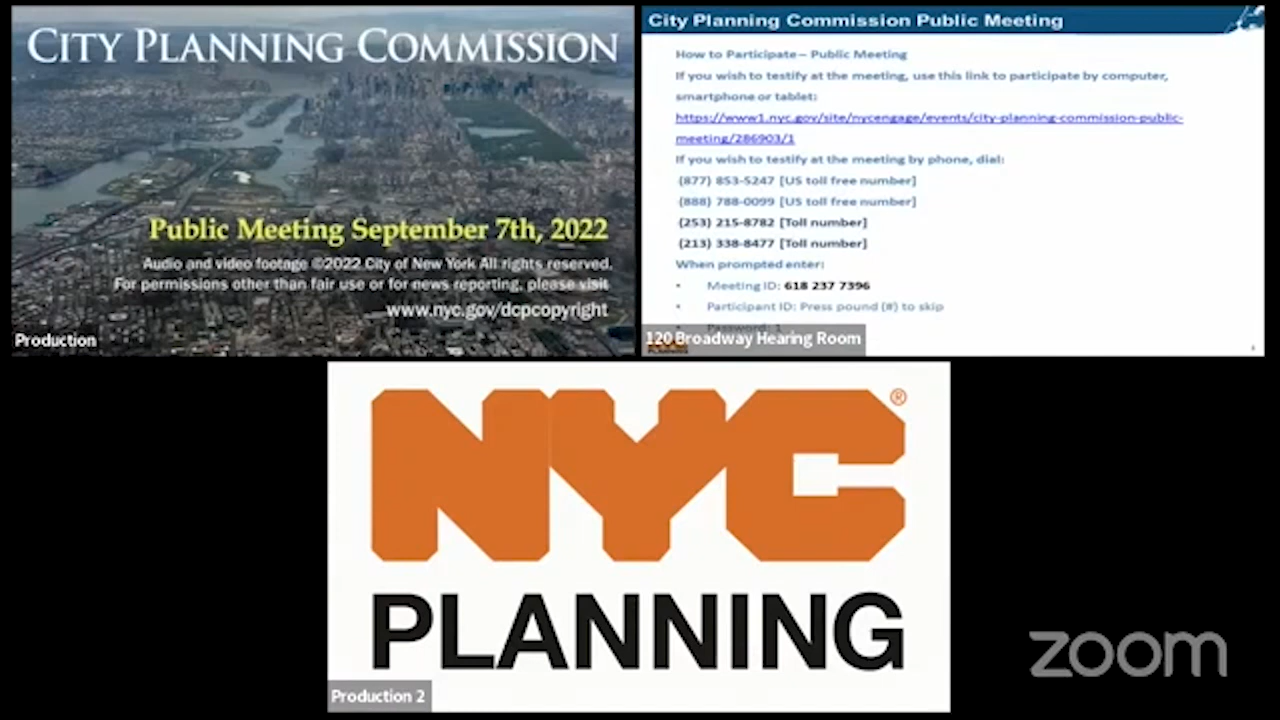 CITY PLANNING COMMISSION
Public Meeting September 7th, 2022
Audio and video footage ©2022 City of New York All rights reserved.
For permissions other than fair use or for news reporting, please visit
www.nyc.gov/dcpcopyright
Production
City Planning Commission Public Meeting
How to Participate – Public Meeting
If you wish to testify at the meeting, use this link to participate by computer,
smartphone or tablet:
https://www1.nyc.gov/site/nycengage/events/city-planning-commission-public-
meeting/286903/1
If you wish to testify at the meeting by phone, dial:
(877) 853-5247 [US toll free number]
(888) 788-0099 [US toll free number]
(253) 215-8782 [Toll number]
(213) 338-8477 [Toll number]
When prompted enter:
• Meeting ID: 618 237 7396
• Participant ID: Press pound (#) to skip
• Password: 1
120 Broadway Hearing Room
NYC®
PLANNING
Production 2
zoom